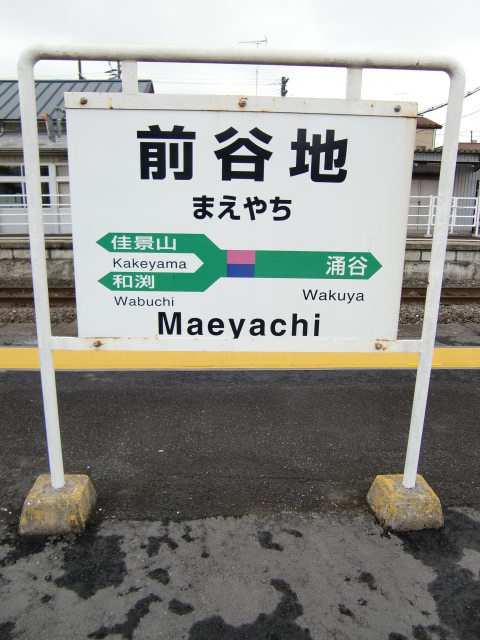 前谷地
まえやち
佳景山
Kakeyama
和渕
Wabuchi
涌谷
Wakuya
Maeyachi